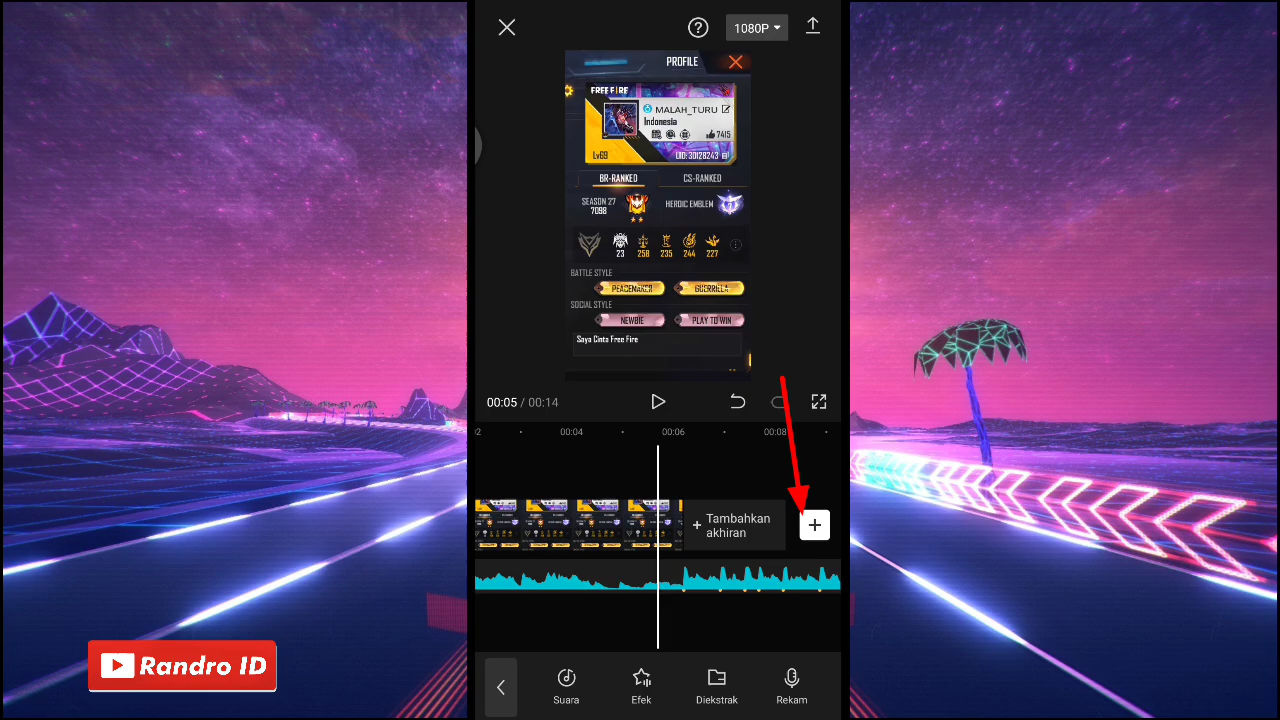 ?
1080P
PROFILE
FREE FIRE
MALAH_TURU
Indonesia
7415
Lv69
UID: 30128243
BR-RANKED
CS-RANKED
SEASON 27
7098
HEROIC EMBLEM
23
258
235
244
227
BATTLE STYLE
PEACEMAKER
GUERRILLA
SOCIAL STYLE
NEWBIE
PLAY TO WIN
Saya Cinta Free Fire
00:05 / 00:14
00:04
00:06
00:08
+ Tambahkan
akhiran
+
Randro ID
Suara
Efek
Diekstrak
Rekam